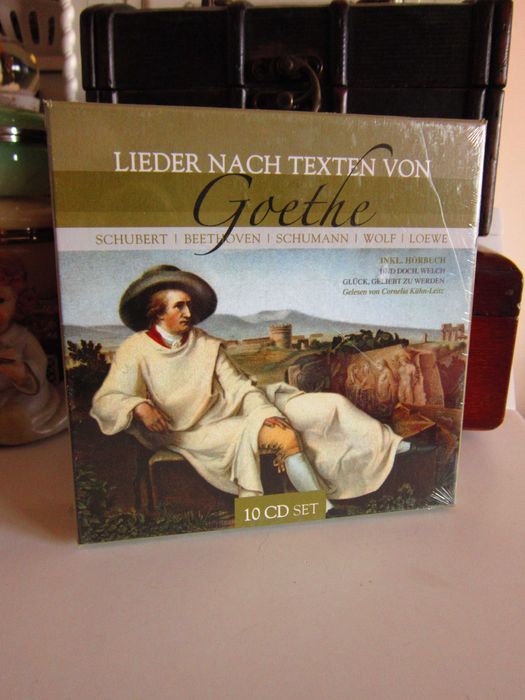 LIEDER NACH TEXTEN VON
Goethe
SCHUBERT | BEETHOVEN | SCHUMANN | WOLF | LOEWE
INKL. HÖRBUCH
UND DOCH, WELCH
GLÜCK, GELIEBT ZU WERDEN
Gelesen von Cornelia Kühn-Leitz
10 CD SET